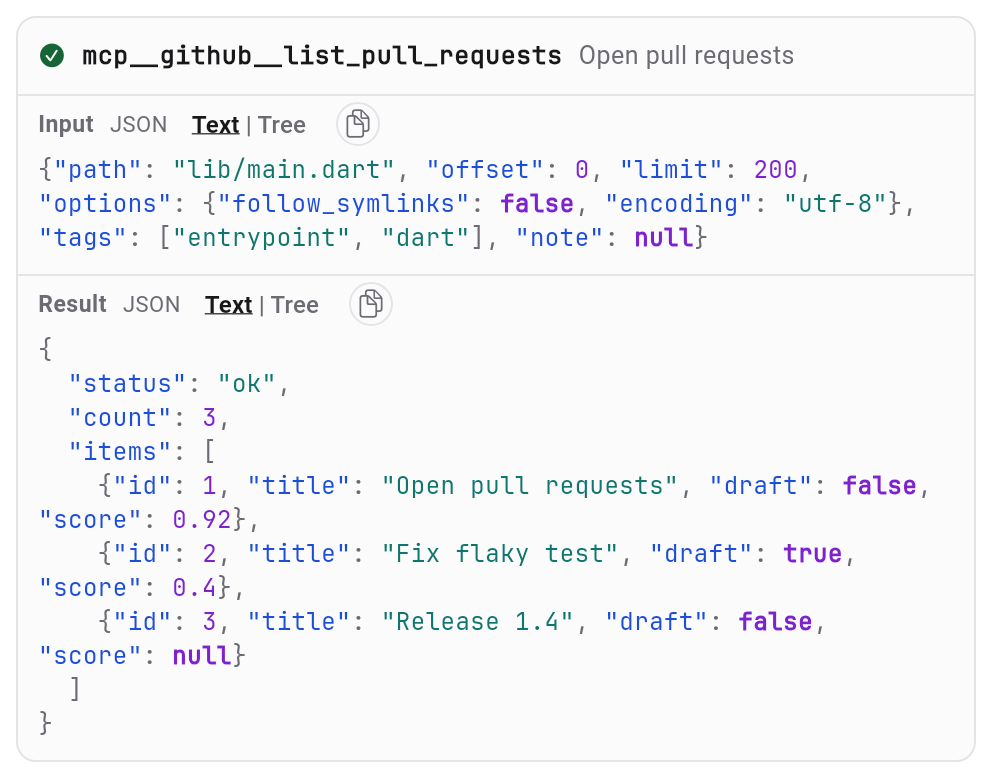 mcp__github__list_pull_requests Open pull requests
Input JSON Text | Tree
{"path": "lib/main.dart", "offset": 0, "limit": 200,
"options": {"follow_symlinks": false, "encoding": "utf-8"},
"tags": ["entrypoint", "dart"], "note": null}
Result JSON Text | Tree
{
  "status": "ok",
  "count": 3,
  "items": [
    {"id": 1, "title": "Open pull requests", "draft": false,
"score": 0.92},
    {"id": 2, "title": "Fix flaky test", "draft": true,
"score": 0.4},
    {"id": 3, "title": "Release 1.4", "draft": false,
"score": null}
  ]
}